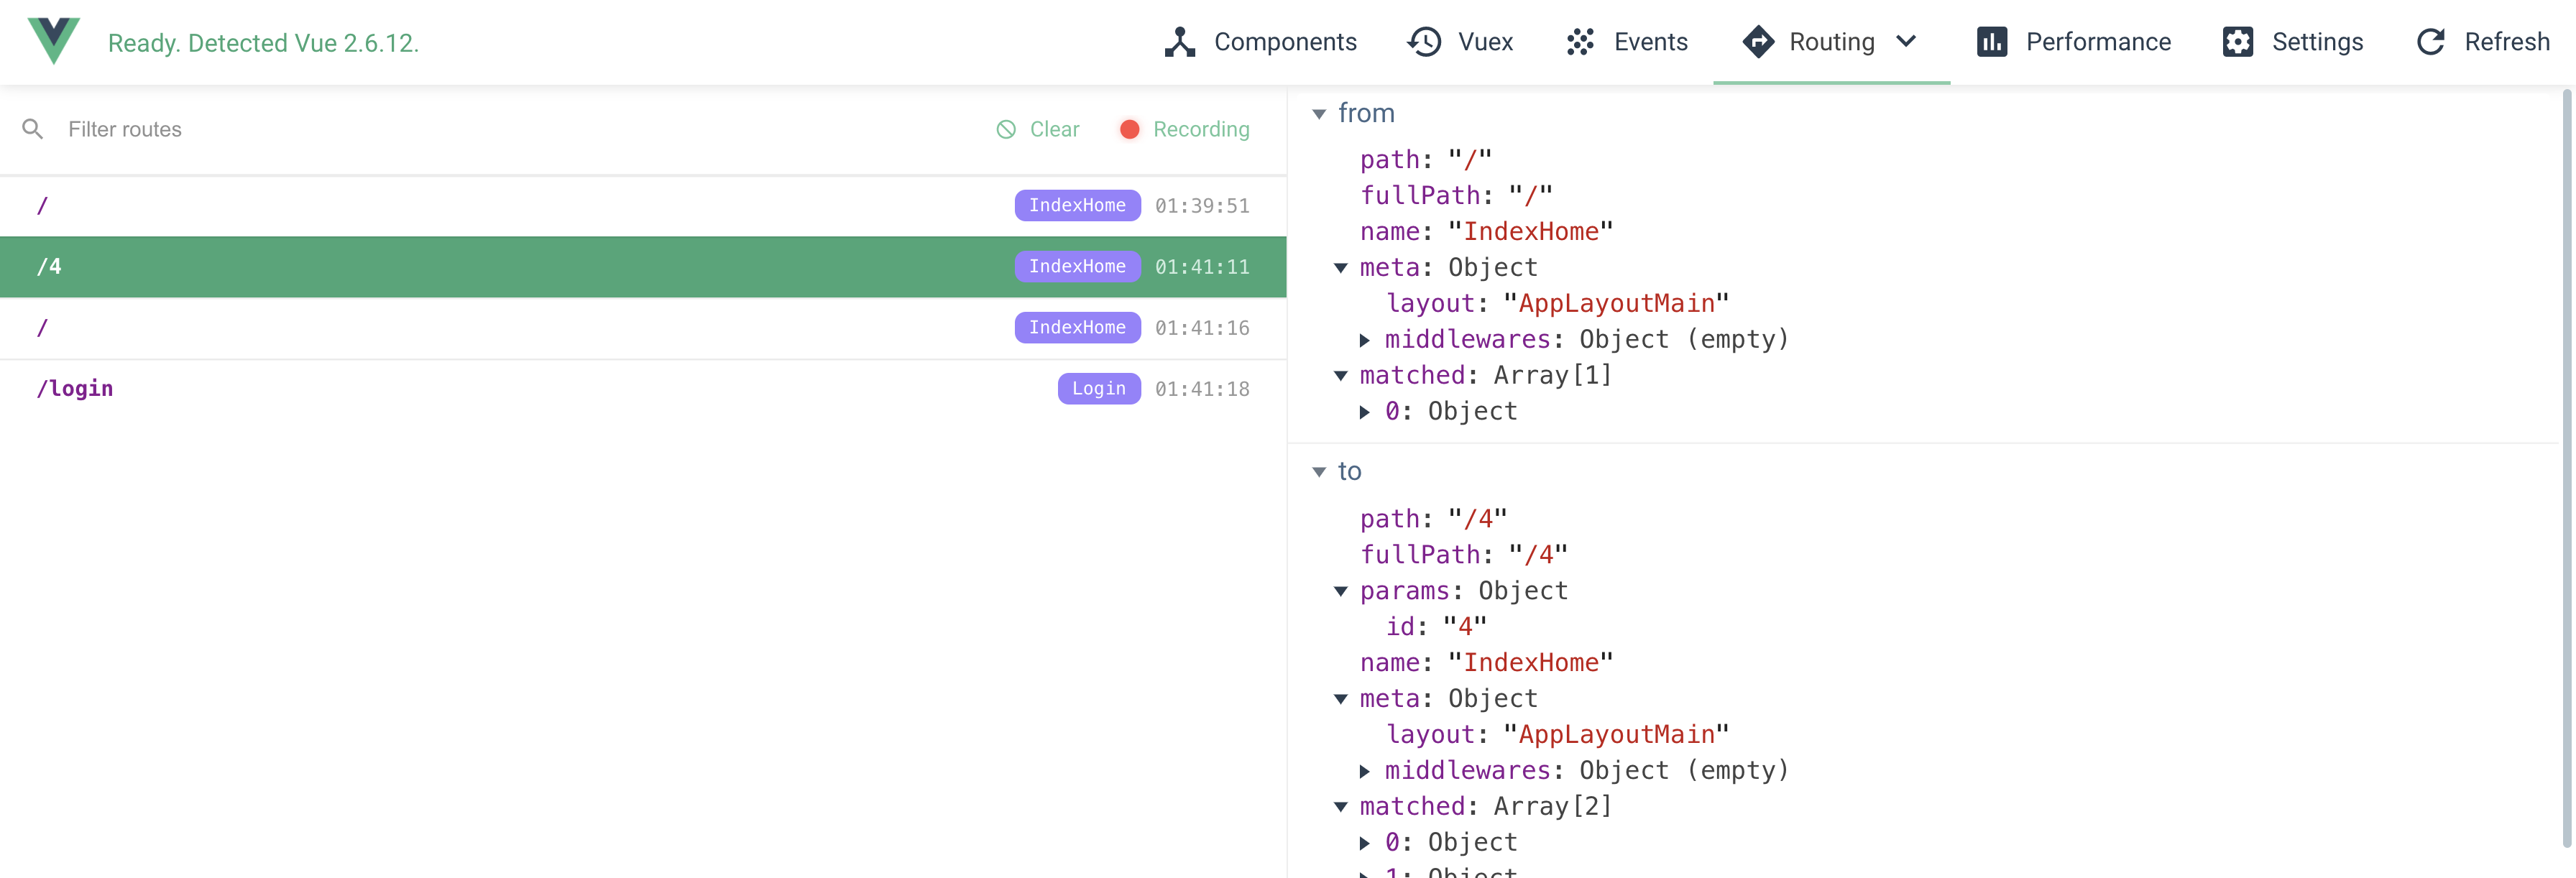 Ready. Detected Vue 2.6.12.
Components Vuex Events Routing Performance Settings Refresh
Filter routes Clear Recording
/ IndexHome 01:39:51
/4 IndexHome 01:41:11
/ IndexHome 01:41:16
/login Login 01:41:18
from
path: "/"
fullPath: "/"
name: "IndexHome"
meta: Object
layout: "AppLayoutMain"
middlewares: Object (empty)
matched: Array[1]
0: Object
to
path: "/4"
fullPath: "/4"
params: Object
id: "4"
name: "IndexHome"
meta: Object
layout: "AppLayoutMain"
middlewares: Object (empty)
matched: Array[2]
0: Object
1: Object